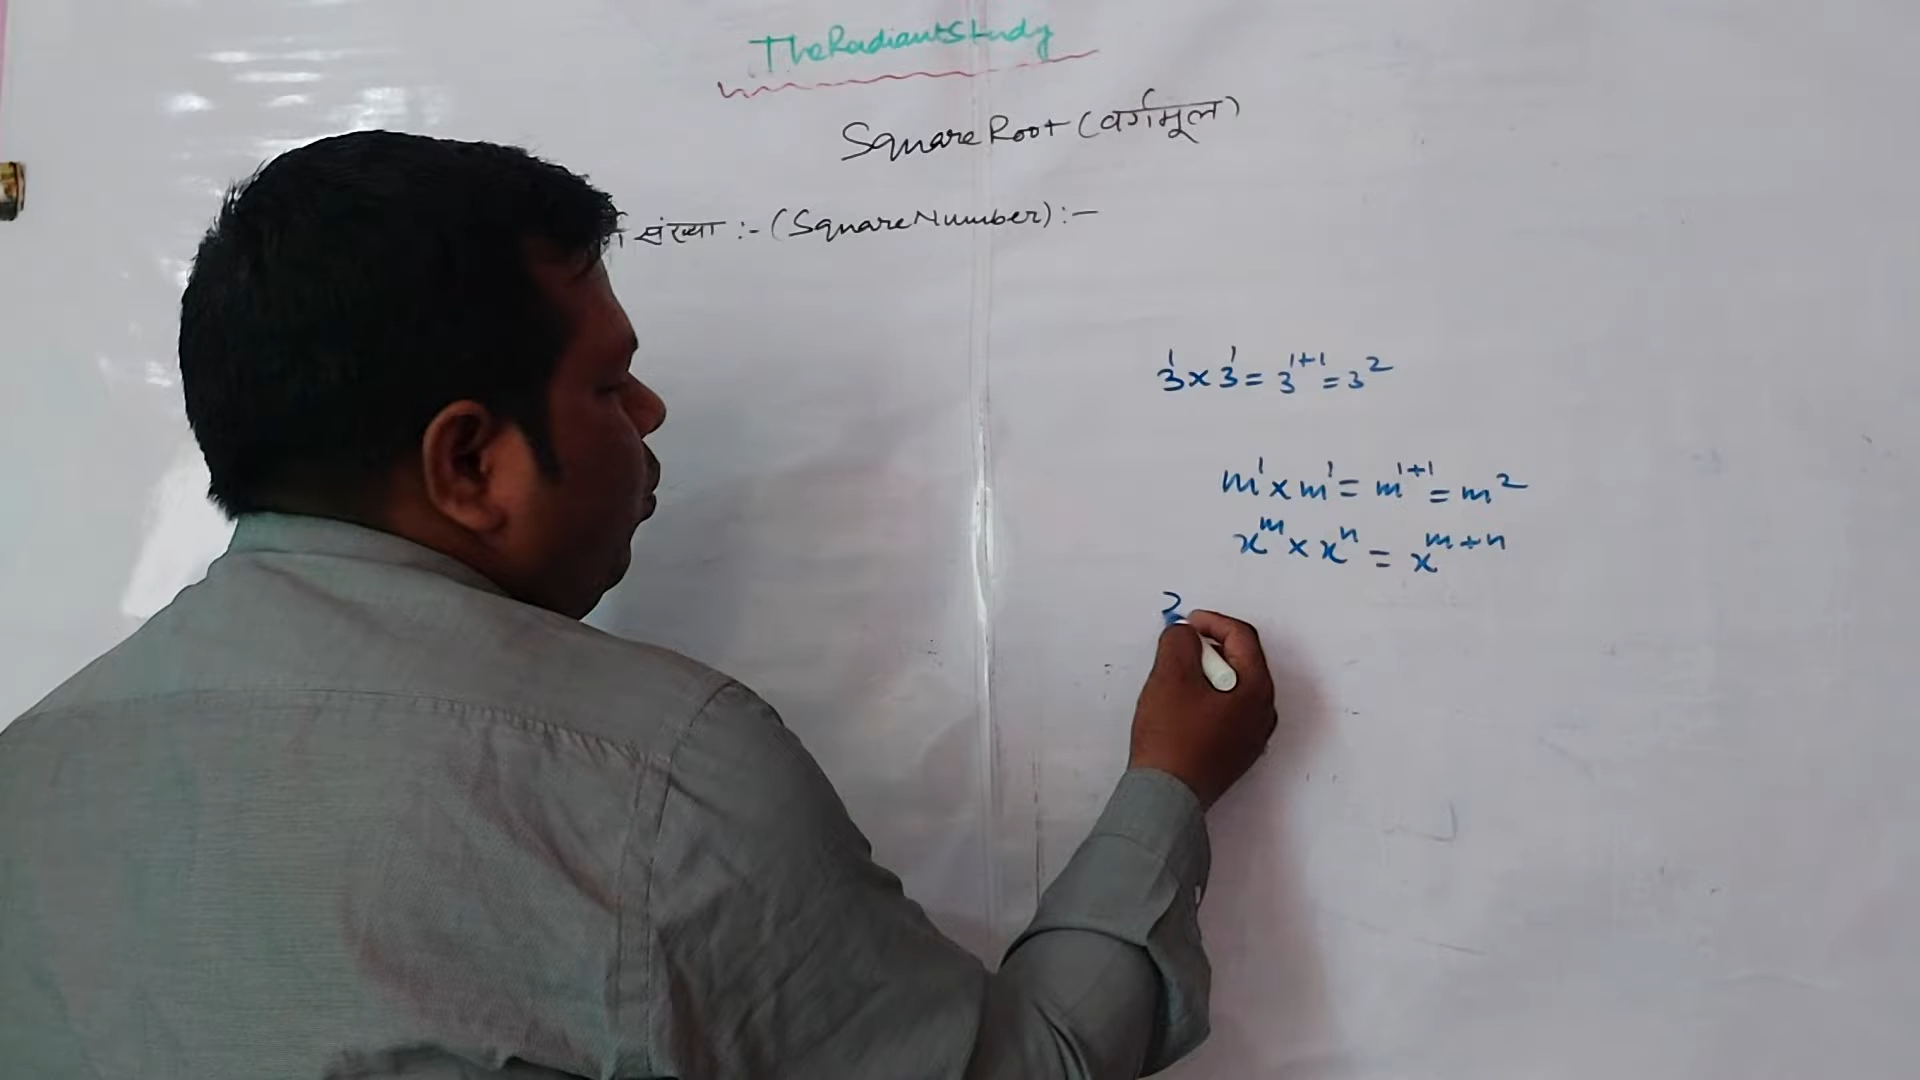 TheRadiantStudy
Square Root (वर्गमूल)
संख्या :- (Square Number) :-
3¹ × 3¹ = 3¹⁺¹ = 3²
m¹ × m¹ = m¹⁺¹ = m²
xᵐ × xⁿ = xᵐ⁺ⁿ